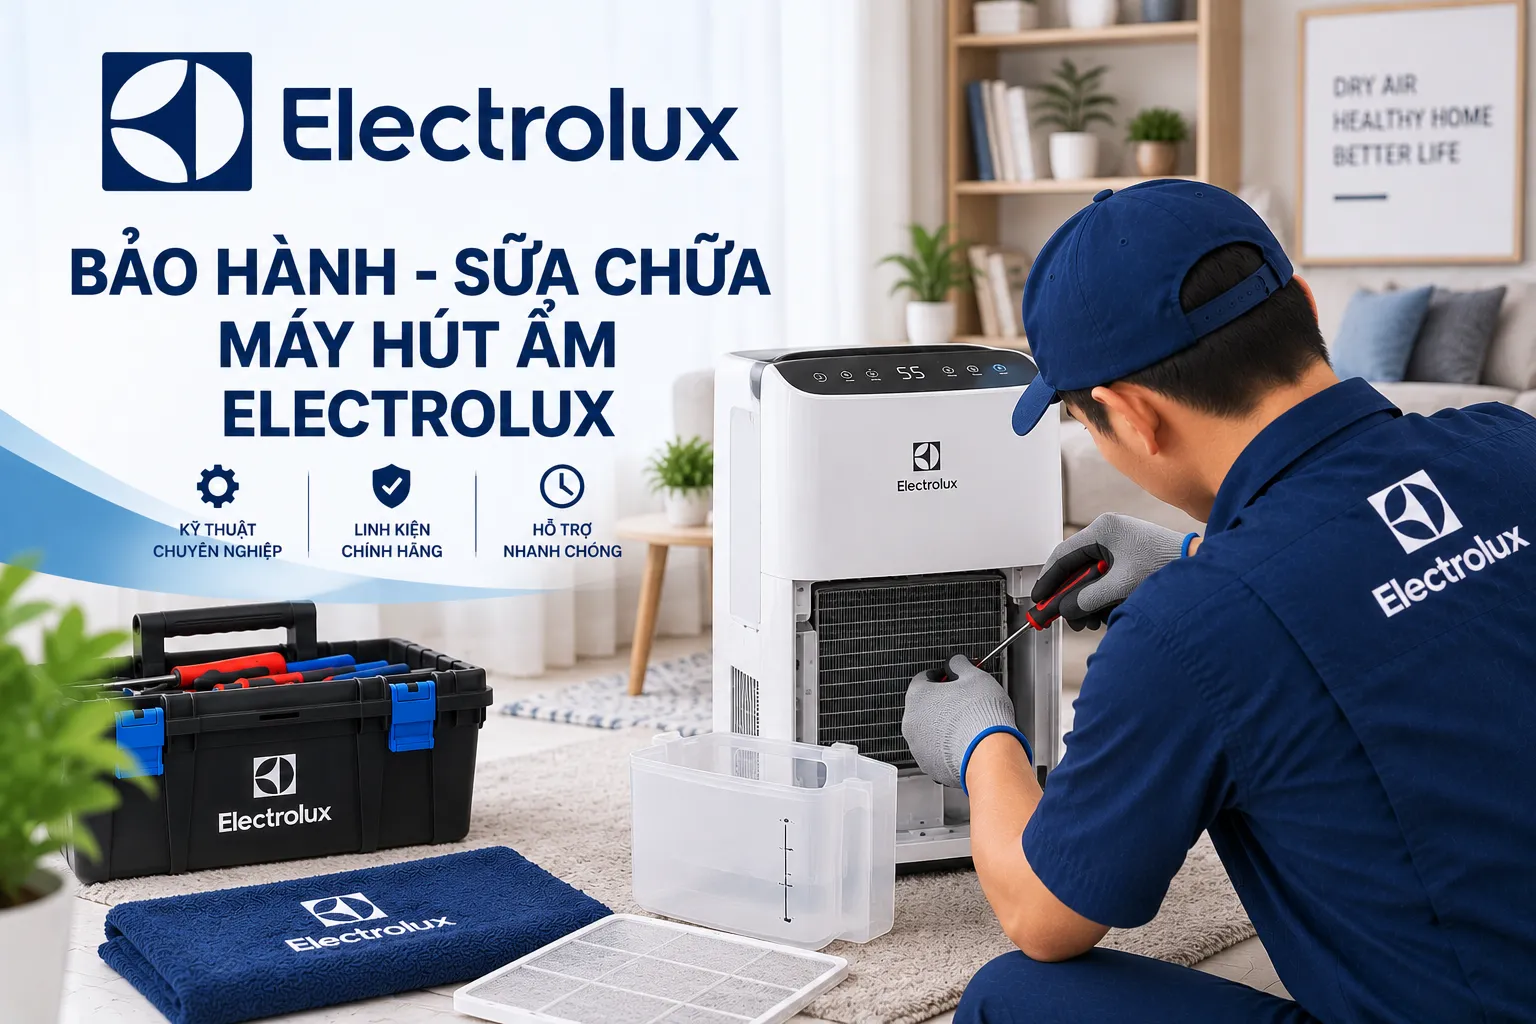 Electrolux
BẢO HÀNH - SỮA CHỮA
MÁY HÚT ẨM
ELECTROLUX
KỸ THUẬT
CHUYÊN NGHIỆP
LINH KIỆN
CHÍNH HÃNG
HỖ TRỢ
NHANH CHÓNG
DRY AIR
HEALTHY HOME
BETTER LIFE
55
Electrolux
Electrolux
Electrolux
Electrolux